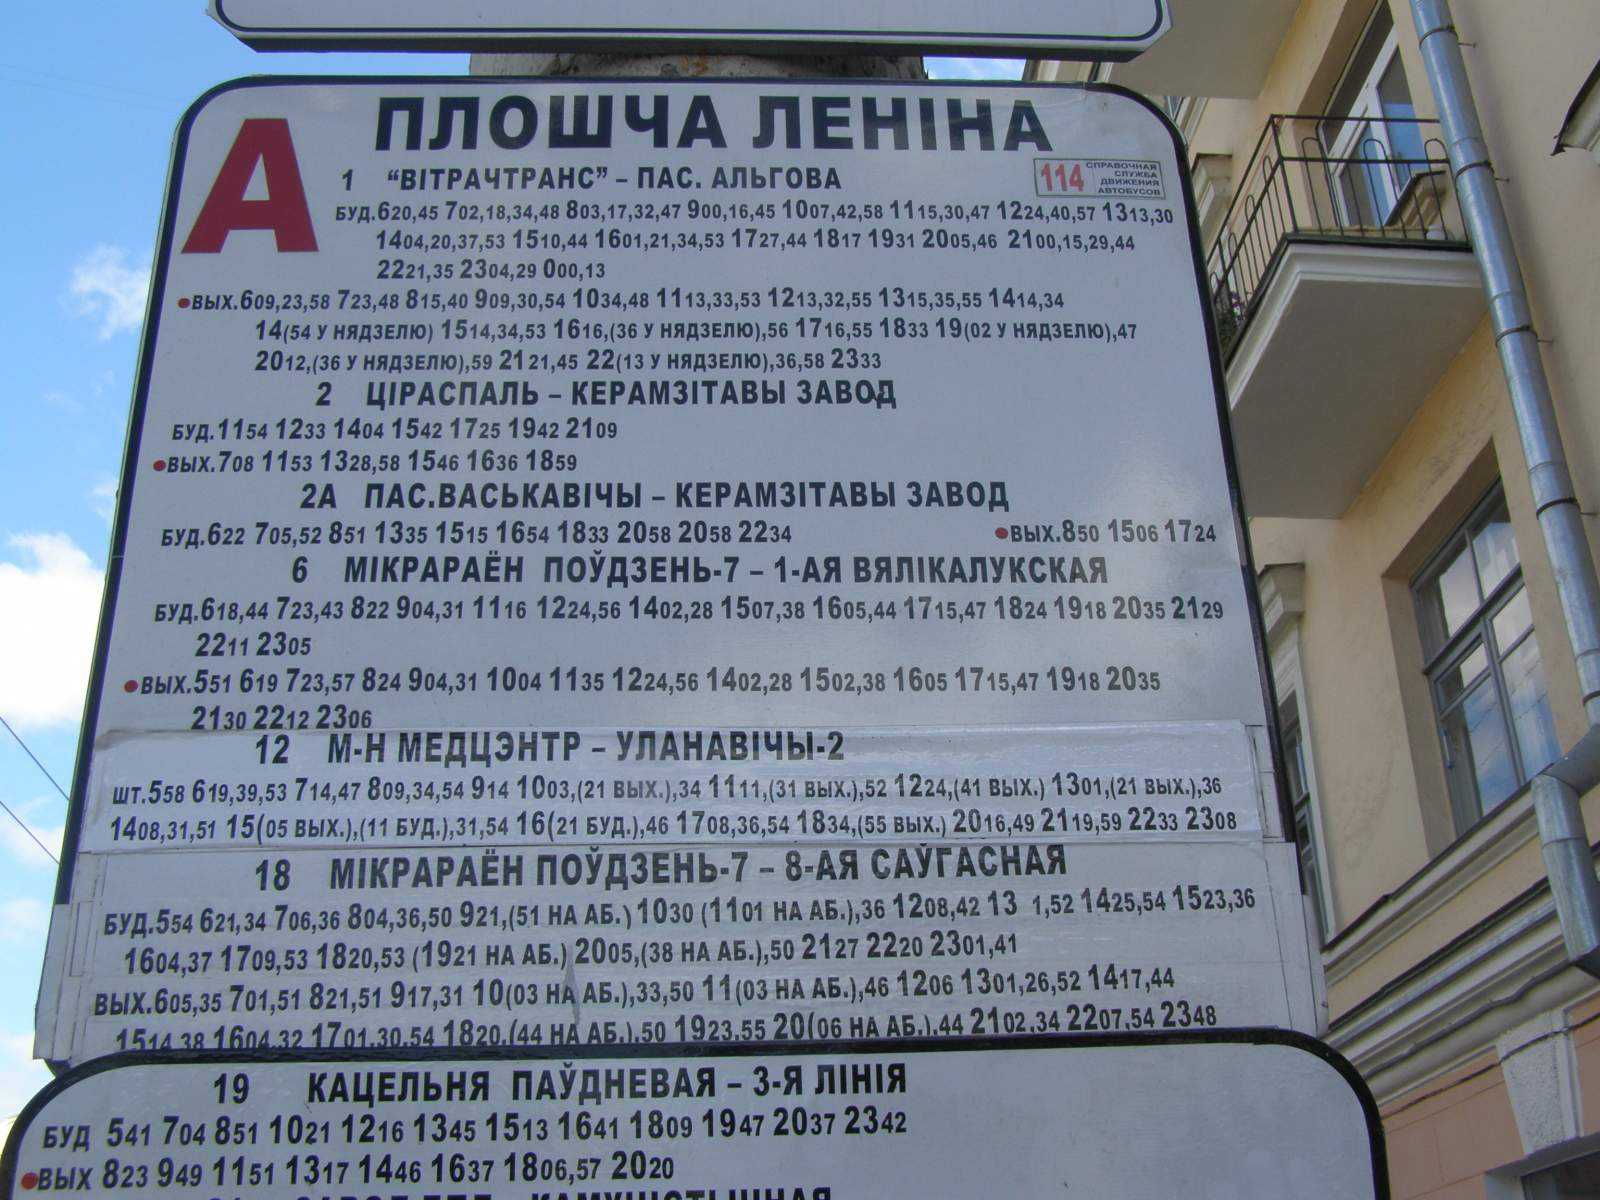 А
ПЛОШЧА ЛЕНІНА
114 СПРАВОЧНАЯ
СЛУЖБА
ДВИЖЕНИЯ
АВТОБУСОВ
1 “ВІТРАЧТРАНС” – ПАС. АЛЬГОВА
БУД.620,45 702,18,34,48 803,17,32,47 900,16,45 1007,42,58 1115,30,47 1224,40,57 1313,30
1404,20,37,53 1510,44 1601,21,34,53 1727,44 1817 1931 2005,46 2100,15,29,44
2221,35 2304,29 000,13
•ВЫХ.609,23,58 723,48 815,40 909,30,54 1034,48 1113,33,53 1213,32,55 1315,35,55 1414,34
14(54 У НЯДЗЕЛЮ) 1514,34,53 1616,(36 У НЯДЗЕЛЮ),56 1716,55 1833 19(02 У НЯДЗЕЛЮ),47
2012,(36 У НЯДЗЕЛЮ),59 2121,45 22(13 У НЯДЗЕЛЮ),36,58 2333
2 ЦІРАСПАЛЬ – КЕРАМЗІТАВЫ ЗАВОД
БУД.1154 1233 1404 1542 1725 1942 2109
•ВЫХ.708 1153 1328,58 1546 1636 1859
2А ПАС.ВАСЬКАВІЧЫ – КЕРАМЗІТАВЫ ЗАВОД
БУД.622 705,52 851 1335 1515 1654 1833 2058 2058 2234 •ВЫХ.850 1506 1724
6 МІКРАРАЁН ПОЎДЗЕНЬ-7 – 1-АЯ ВЯЛІКАЛУКСКАЯ
БУД.618,44 723,43 822 904,31 1116 1224,56 1402,28 1507,38 1605,44 1715,47 1824 1918 2035 2129
2211 2305
•ВЫХ.551 619 723,57 824 904,31 1004 1135 1224,56 1402,28 1502,38 1605 1715,47 1918 2035
2130 2212 2306
12 М-Н МЕДЦЭНТР – УЛАНАВІЧЫ-2
ШТ.558 619,39,53 714,47 809,34,54 914 1003,(21 ВЫХ.),34 1111,(31 ВЫХ.),52 1224,(41 ВЫХ.) 1301,(21 ВЫХ.),36
1408,31,51 15(05 ВЫХ.),(11 БУД.),31,54 16(21 БУД.),46 1708,36,54 1834,(55 ВЫХ.) 2016,49 2119,59 2233 2308
18 МІКРАРАЁН ПОЎДЗЕНЬ-7 – 8-АЯ САЎГАСНАЯ
БУД.554 621,34 706,36 804,36,50 921,(51 НА АБ.) 1030 (1101 НА АБ.),36 1208,42 13 1,52 1425,54 1523,36
1604,37 1709,53 1820,53 (1921 НА АБ.) 2005,(38 НА АБ.),50 2127 2220 2301,41
ВЫХ.605,35 701,51 821,51 917,31 10(03 НА АБ.),33,50 11(03 НА АБ.),46 1206 1301,26,52 1417,44
1514,38 1604,32 1701,30,54 1820,(44 НА АБ.),50 1923,55 20(06 НА АБ.),44 2102,34 2207,54 2348
19 КАЦЕЛЬНЯ ПАЎДНЕВАЯ – 3-Я ЛІНІЯ
БУД 541 704 851 1021 1216 1345 1513 1641 1809 1947 2037 2342
•ВЫХ 823 949 1151 1317 1446 1637 1806,57 2020